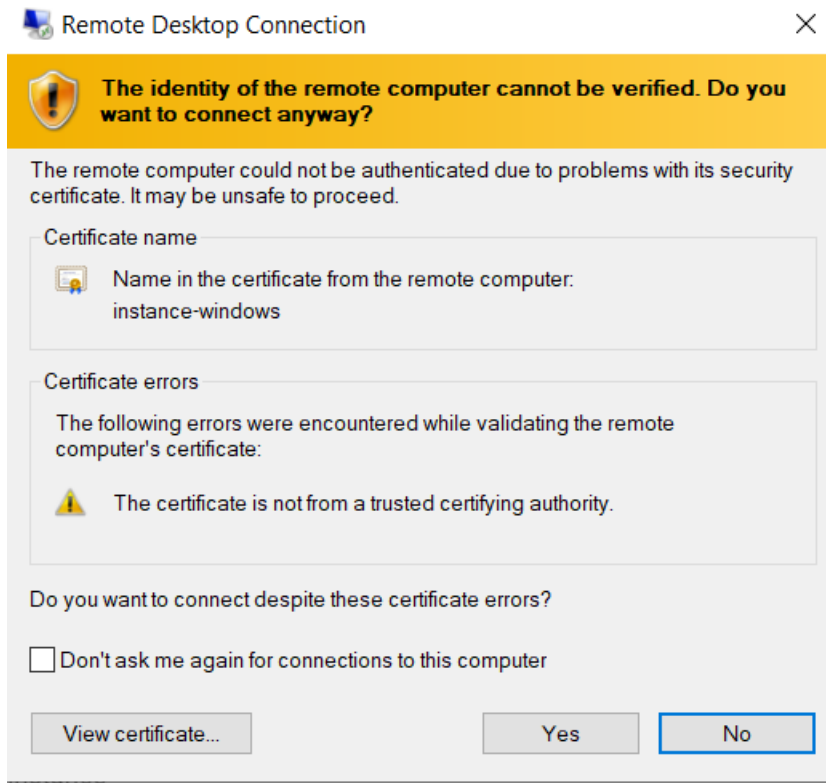 Remote Desktop Connection
The identity of the remote computer cannot be verified. Do you
want to connect anyway?
The remote computer could not be authenticated due to problems with its security
certificate. It may be unsafe to proceed.
Certificate name
Name in the certificate from the remote computer:
instance-windows
Certificate errors
The following errors were encountered while validating the remote
computer's certificate:
The certificate is not from a trusted certifying authority.
Do you want to connect despite these certificate errors?
Don't ask me again for connections to this computer
View certificate... Yes No